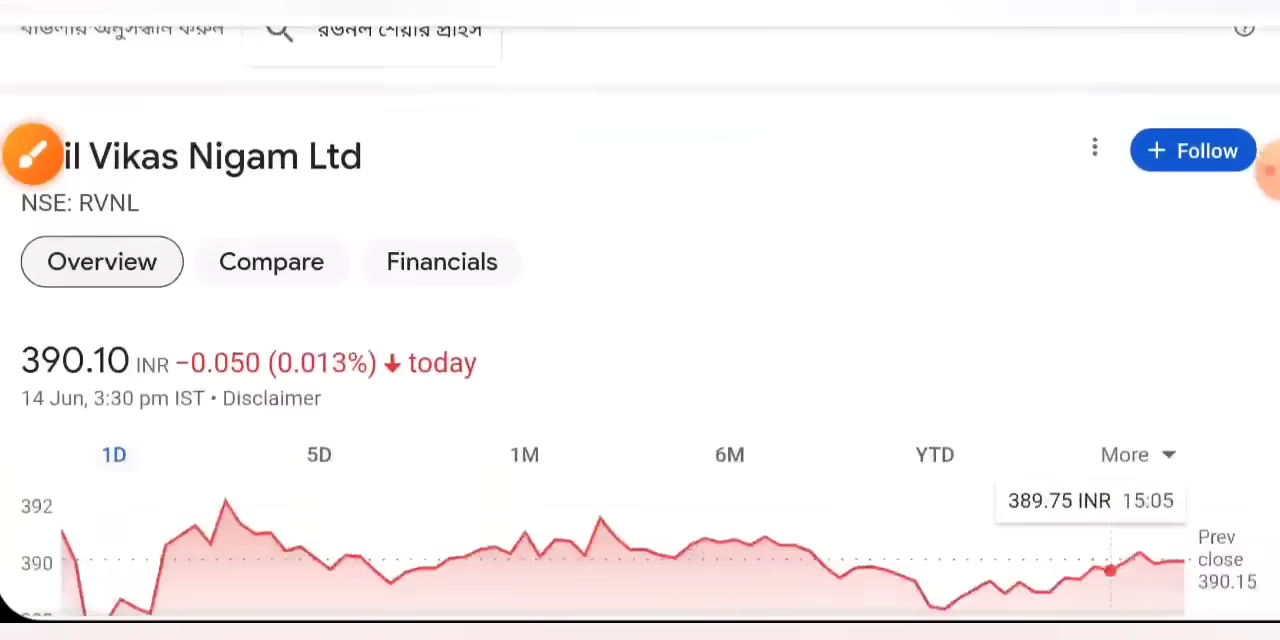 il Vikas Nigam Ltd
+ Follow
NSE: RVNL
Overview
Compare
Financials
390.10 INR −0.050 (0.013%) ↓ today
14 Jun, 3:30 pm IST • Disclaimer
1D
5D
1M
6M
YTD
More
389.75 INR 15:05
392
390
Prev
close
390.15